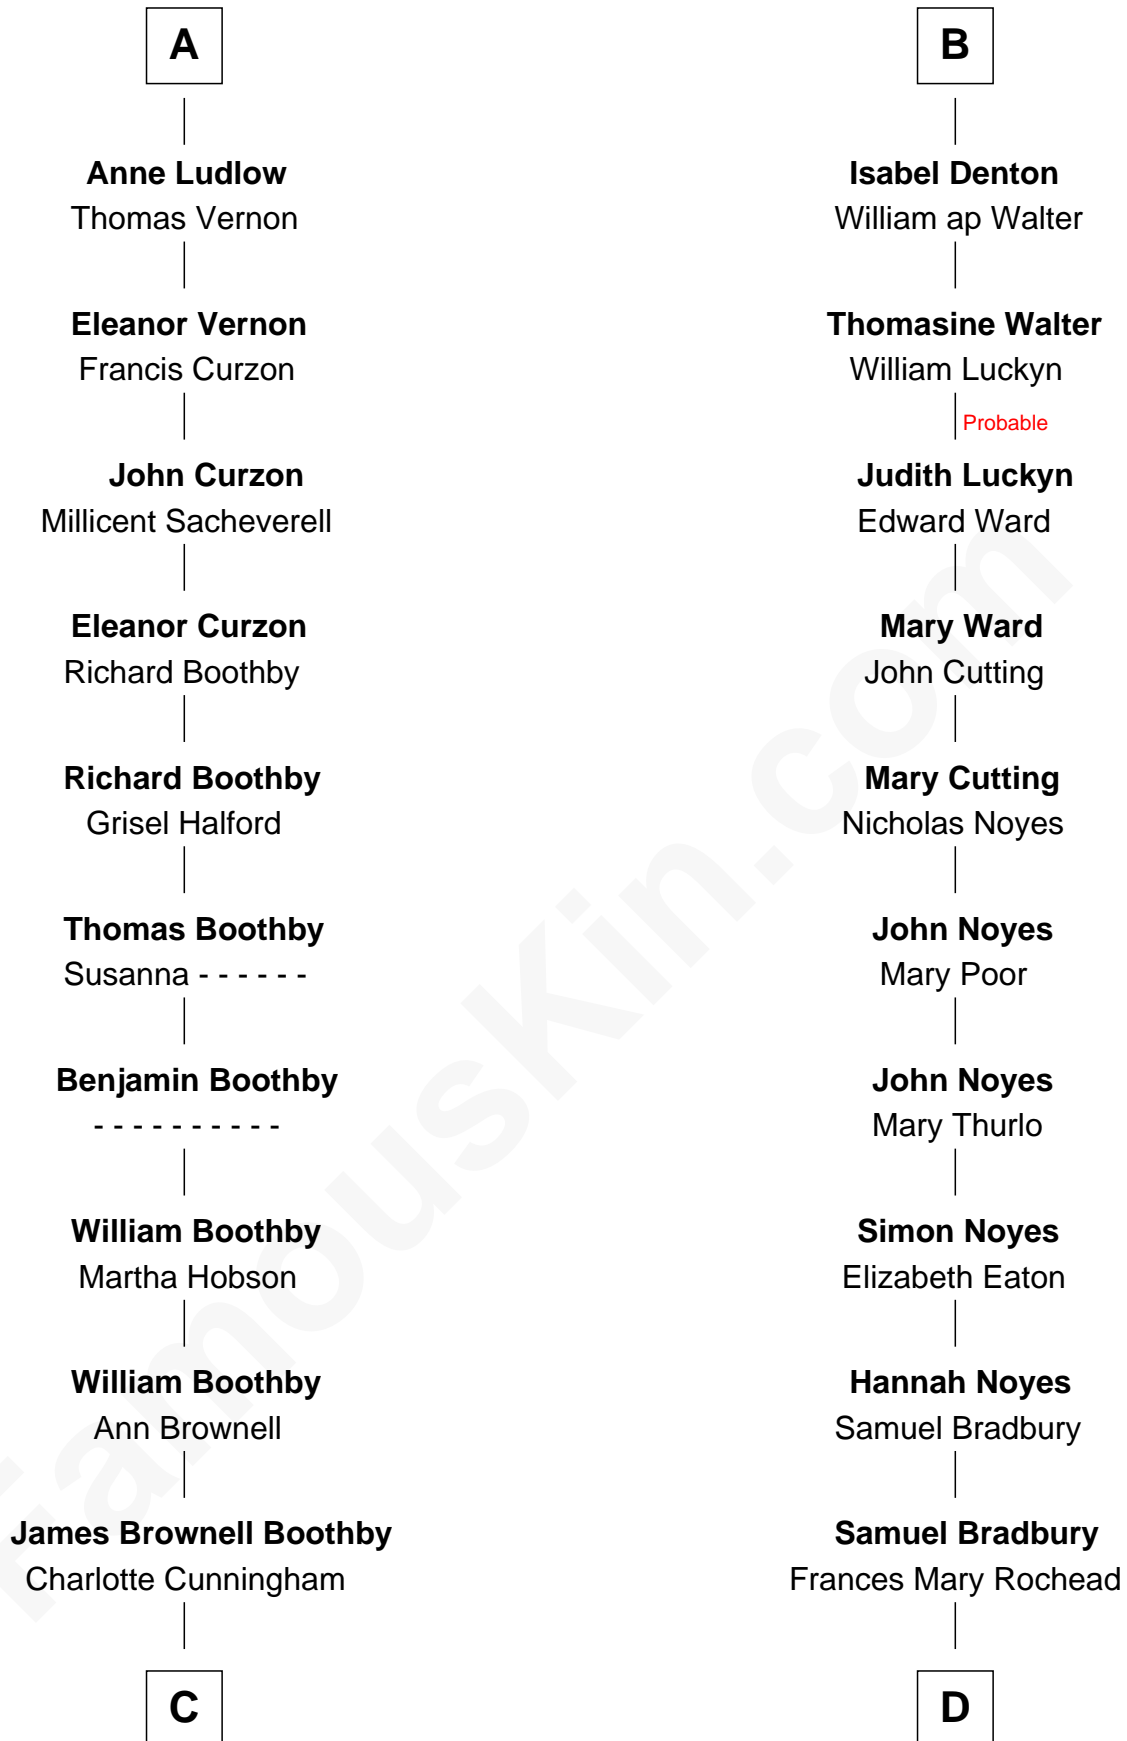 A
Anne Ludlow
Thomas Vernon
Eleanor Vernon
Francis Curzon
John Curzon
Millicent Sacheverell
Eleanor Curzon
Richard Boothby
Richard Boothby
Grisel Halford
Thomas Boothby
Susanna - - - - - -
Benjamin Boothby
- - - - - - - - - -
William Boothby
Martha Hobson
William Boothby
Ann Brownell
James Brownell Boothby
Charlotte Cunningham
C
B
Isabel Denton
William ap Walter
Thomasine Walter
William Luckyn
Probable
Judith Luckyn
Edward Ward
Mary Ward
John Cutting
Mary Cutting
Nicholas Noyes
John Noyes
Mary Poor
John Noyes
Mary Thurlo
Simon Noyes
Elizabeth Eaton
Hannah Noyes
Samuel Bradbury
Samuel Bradbury
Frances Mary Rochead
D
FamousKin.com